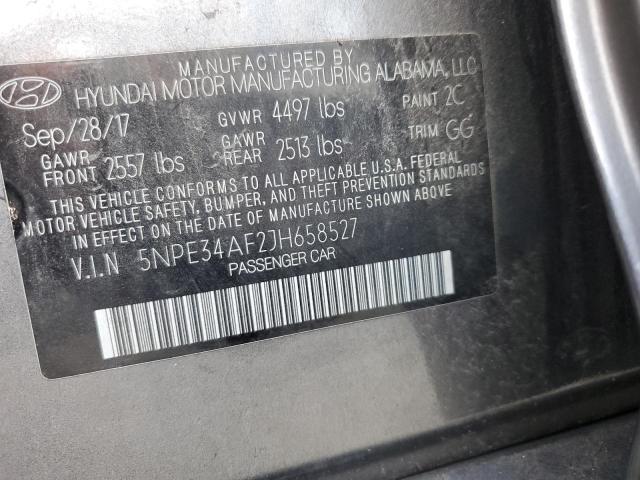 MANUFACTURED BY
HYUNDAI MOTOR MANUFACTURING ALABAMA, LLC
Sep/28/17 GVWR 4497 lbs PAINT 2C
GAWR FRONT 2557 lbs GAWR REAR 2513 lbs TRIM GG
THIS VEHICLE CONFORMS TO ALL APPLICABLE U.S.A. FEDERAL
MOTOR VEHICLE SAFETY, BUMPER, AND THEFT PREVENTION STANDARDS
IN EFFECT ON THE DATE OF MANUFACTURE SHOWN ABOVE
V.I.N 5NPE34AF2JH658527
PASSENGER CAR